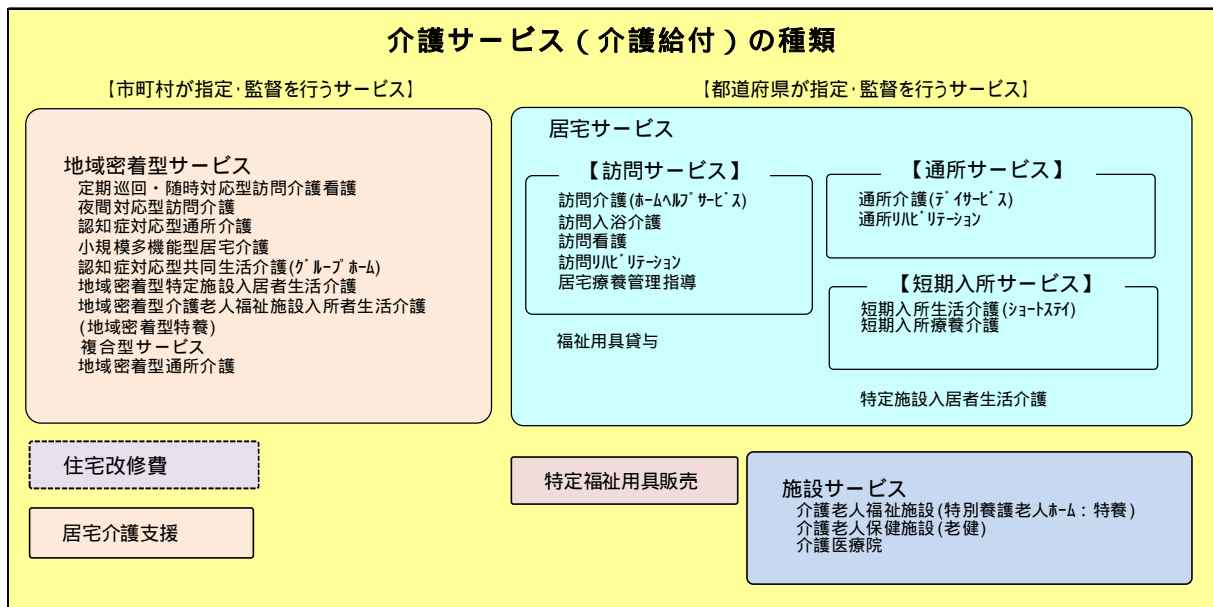 介護サービス（介護給付）の種類
【市町村が指定･監督を行うサービス】
地域密着型サービス
定期巡回・随時対応型訪問介護看護
夜間対応型訪問介護
認知症対応型通所介護
小規模多機能型居宅介護
認知症対応型共同生活介護(ｸﾞﾙｰﾌﾟﾎｰﾑ)
地域密着型特定施設入居者生活介護
地域密着型介護老人福祉施設入所者生活介護
(地域密着型特養)
複合型サービス
地域密着型通所介護
住宅改修費
居宅介護支援
【都道府県が指定･監督を行うサービス】
居宅サービス
【訪問サービス】
訪問介護(ﾎｰﾑﾍﾙﾌﾟｻｰﾋﾞｽ)
訪問入浴介護
訪問看護
訪問ﾘﾊﾋﾞﾘﾃｰｼｮﾝ
居宅療養管理指導
福祉用具貸与
【通所サービス】
通所介護(ﾃﾞｲｻｰﾋﾞｽ)
通所ﾘﾊﾋﾞﾘﾃｰｼｮﾝ
【短期入所サービス】
短期入所生活介護(ｼｮｰﾄｽﾃｲ)
短期入所療養介護
特定施設入居者生活介護
特定福祉用具販売
施設サービス
介護老人福祉施設(特別養護老人ﾎｰﾑ：特養)
介護老人保健施設(老健)
介護医療院